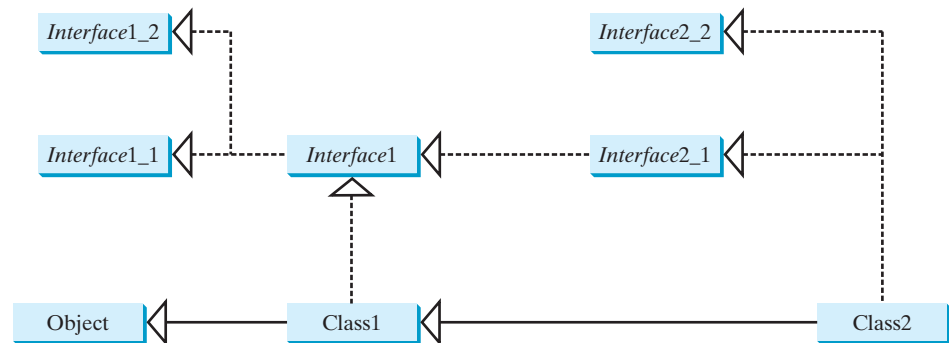 Interface1_2
Interface2_2
Interface1_1
Interface1
Interface2_1
Object
Class1
Class2